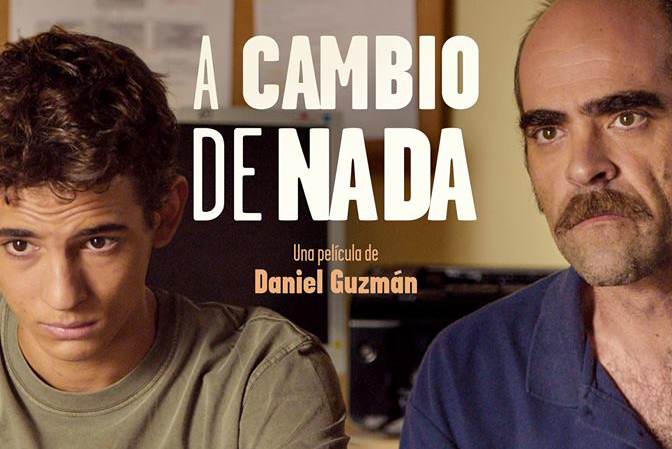 A CAMBIO
DE NADA
Una película de
Daniel Guzmán